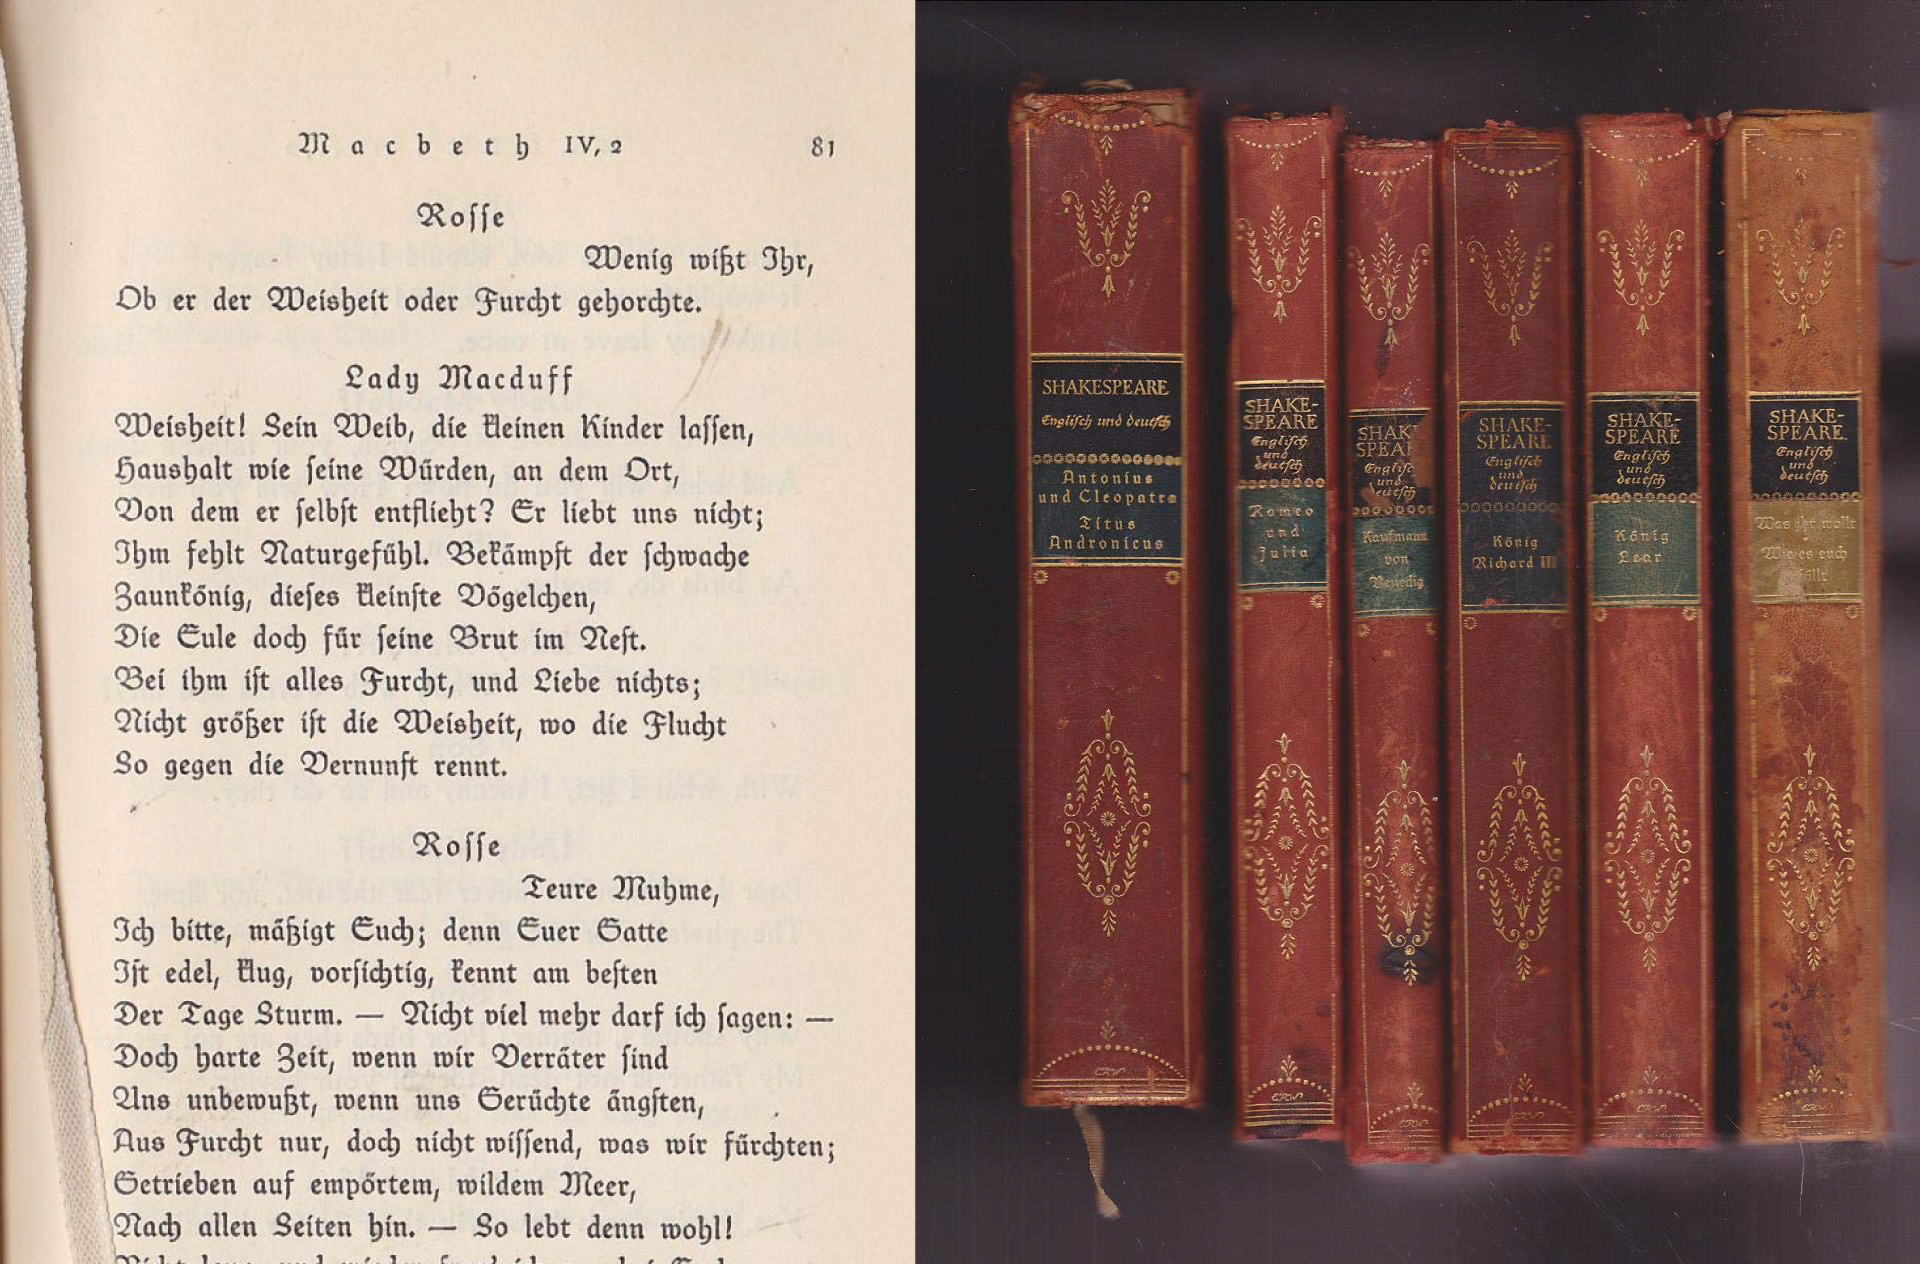 Macbeth IV, 2 81
Rosse
Wenig wißt Ihr,
Ob er der Weisheit oder Furcht gehorchte.
Lady Macduff
Weisheit! Sein Weib, die kleinen Kinder lassen,
Haushalt wie seine Würden, an dem Ort,
Von dem er selbst entflieht? Er liebt uns nicht;
Ihm fehlt Naturgefühl. Bekämpft der schwache
Zaunkönig, dieses kleinste Vögelchen,
Die Eule doch für seine Brut im Nest.
Bei ihm ist alles Furcht, und Liebe nichts;
Nicht größer ist die Weisheit, wo die Flucht
So gegen die Vernunft rennt.
Rosse
Teure Muhme,
Ich bitte, mäßigt Euch; denn Euer Gatte
Ist edel, klug, vorsichtig, kennt am besten
Der Tage Sturm. — Nicht viel mehr darf ich sagen: —
Doch harte Zeit, wenn wir Verräter sind
Uns unbewußt, wenn uns Gerüchte ängsten,
Aus Furcht nur, doch nicht wissend, was wir fürchten;
Getrieben auf empörtem, wildem Meer,
Nach allen Seiten hin. — So lebt denn wohl!
SHAKESPEARE
Englisch und deutsch
Antonius
und Cleopatra
Titus
Andronicus
SHAKE-
SPEARE
Englisch
und
deutsch
Romeo
und
Julia
SHAKE
SPEAR
Englisch
und
deutsch
Kaufmann
von
Venedig
SHAKE-
SPEARE
Englisch
und
deutsch
König
Richard III
SHAKE-
SPEARE
Englisch
und
deutsch
König
Lear
SHAKE-
SPEARE
Englisch
und
deutsch
Was ihr wollt
Wie es euch
gefällt